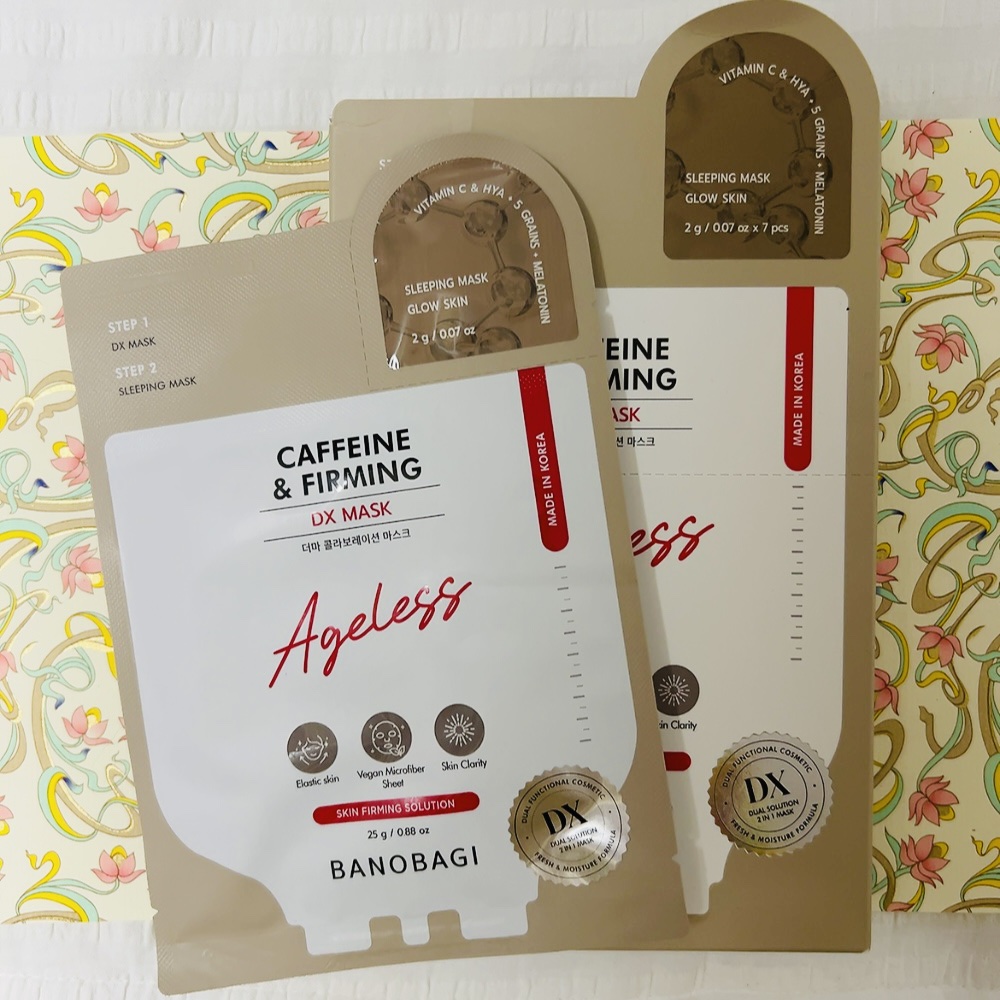 STEP 1
DX MASK
STEP 2
SLEEPING MASK
VITAMIN C & HYA • 5 GRAINS • MELATONIN
SLEEPING MASK
GLOW SKIN
2 g / 0.07 oz
CAFFEINE
& FIRMING
DX MASK
더마 콜라보레이션 마스크
MADE IN KOREA
Ageless
Elastic skin
Vegan Microfiber
Sheet
Skin Clarity
SKIN FIRMING SOLUTION
25 g / 0.88 oz
BANOBAGI
DUAL FUNCTIONAL COSMETIC
DX
DUAL SOLUTION
2 IN 1 MASK
FRESH & MOISTURE FORMULA
VITAMIN C & HYA • 5 GRAINS • MELATONIN
SLEEPING MASK
GLOW SKIN
2 g / 0.07 oz x 7 pcs
EINE
MING
ASK
션 마스크
MADE IN KOREA
ess
in Clarity
DUAL FUNCTIONAL COSMETIC
DX
DUAL SOLUTION
2 IN 1 MASK
FRESH & MOISTURE FORMULA